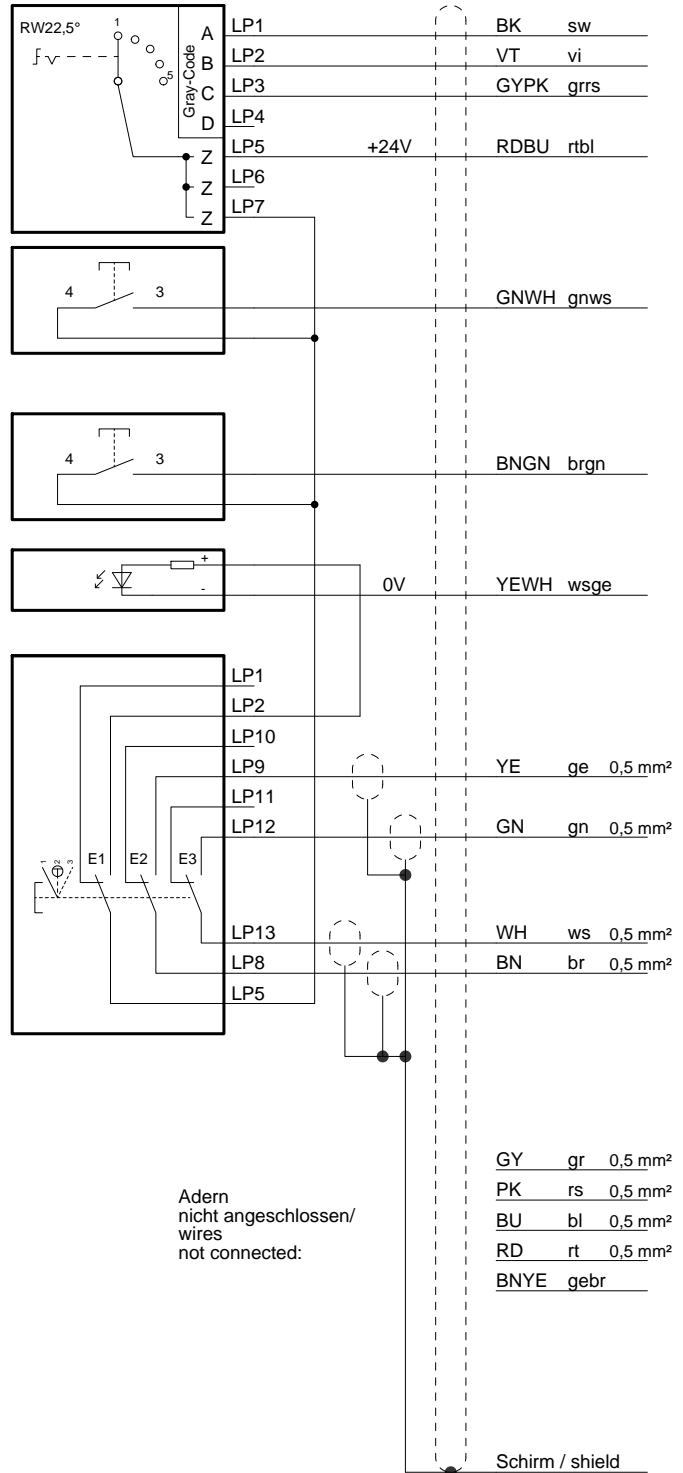 RW22,5° 1 5
Gray-Code
A LP1 BK sw
B LP2 VT vi
C LP3 GYPK grrs
D LP4
Z LP5 +24V RDBU rtbl
Z LP6
Z LP7
4 3 GNWH gnws
4 3 BNGN brgn
+
- 0V YEWH wsge
LP1
LP2
LP10
LP9 YE ge 0,5 mm²
LP11
LP12 GN gn 0,5 mm²
1 2 3
E1 E2 E3
LP13 WH ws 0,5 mm²
LP8 BN br 0,5 mm²
LP5
GY gr 0,5 mm²
PK rs 0,5 mm²
BU bl 0,5 mm²
RD rt 0,5 mm²
BNYE gebr
Adern
nicht angeschlossen/
wires
not connected:
Schirm / shield